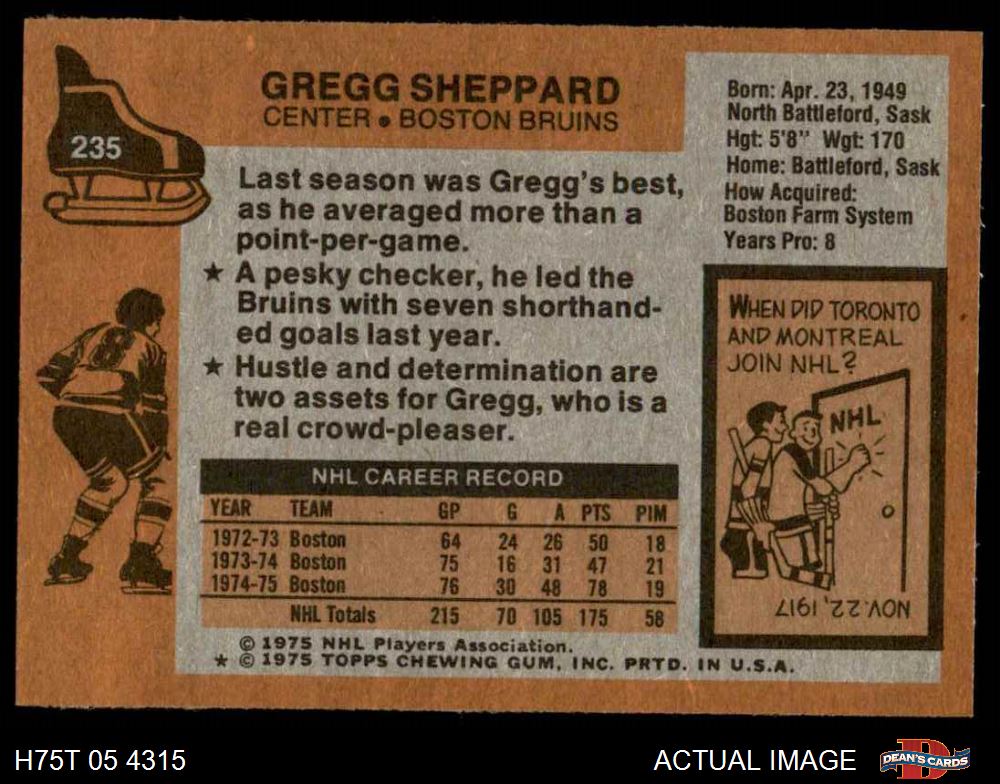 235
GREGG SHEPPARD
CENTER • BOSTON BRUINS
Born: Apr. 23, 1949
North Battleford, Sask
Hgt: 5'8" Wgt: 170
Home: Battleford, Sask
How Acquired:
Boston Farm System
Years Pro: 8
Last season was Gregg's best,
as he averaged more than a
point-per-game.
★ A pesky checker, he led the
Bruins with seven shorthand-
ed goals last year.
★ Hustle and determination are
two assets for Gregg, who is a
real crowd-pleaser.
8
WHEN DID TORONTO
AND MONTREAL
JOIN NHL?
NHL
NOV. 22, 1917
NHL CAREER RECORD
YEAR TEAM GP G A PTS PIM
1972-73 Boston 64 24 26 50 18
1973-74 Boston 75 16 31 47 21
1974-75 Boston 76 30 48 78 19
NHL Totals 215 70 105 175 58
© 1975 NHL Players Association.
★ © 1975 TOPPS CHEWING GUM, INC. PRTD. IN U.S.A.
H75T 05 4315
ACTUAL IMAGE
D
DEAN'S CARDS